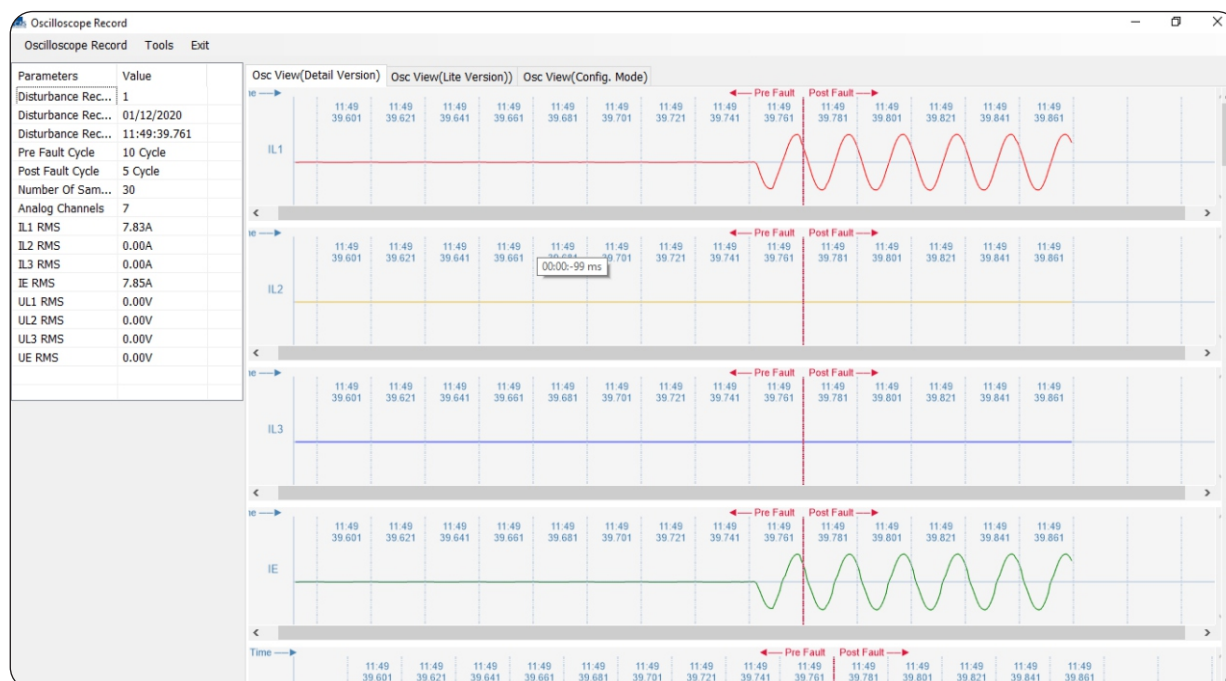 Oscilloscope Record
Oscilloscope Record Tools Exit
Parameters Value
Disturbance Rec... 1
Disturbance Rec... 01/12/2020
Disturbance Rec... 11:49:39.761
Pre Fault Cycle 10 Cycle
Post Fault Cycle 5 Cycle
Number Of Sam... 30
Analog Channels 7
IL1 RMS 7.83A
IL2 RMS 0.00A
IL3 RMS 0.00A
IE RMS 7.85A
UL1 RMS 0.00V
UL2 RMS 0.00V
UL3 RMS 0.00V
UE RMS 0.00V
Osc View(Detail Version) Osc View(Lite Version)) Osc View(Config. Mode)
Pre Fault Post Fault
11:49 11:49 11:49 11:49 11:49 11:49 11:49 11:49 11:49 11:49 11:49 11:49 11:49 11:49
39.601 39.621 39.641 39.661 39.681 39.701 39.721 39.741 39.761 39.781 39.801 39.821 39.841 39.861
IL1
Pre Fault Post Fault
11:49 11:49 11:49 11:49 11:49 11:49 11:49 11:49 11:49 11:49 11:49 11:49 11:49 11:49
39.601 39.621 39.641 39.661 39.721 39.741 39.761 39.781 39.801 39.821 39.841 39.861
00:00:-99 ms
IL2
Pre Fault Post Fault
11:49 11:49 11:49 11:49 11:49 11:49 11:49 11:49 11:49 11:49 11:49 11:49 11:49 11:49
39.601 39.621 39.641 39.661 39.681 39.701 39.721 39.741 39.761 39.781 39.801 39.821 39.841 39.861
IL3
Pre Fault Post Fault
11:49 11:49 11:49 11:49 11:49 11:49 11:49 11:49 11:49 11:49 11:49 11:49 11:49 11:49
39.601 39.621 39.641 39.661 39.681 39.701 39.721 39.741 39.761 39.781 39.801 39.821 39.841 39.861
IE
Time Pre Fault Post Fault
11:49 11:49 11:49 11:49 11:49 11:49 11:49 11:49 11:49 11:49 11:49 11:49 11:49 11:49
39.601 39.621 39.641 39.661 39.681 39.701 39.721 39.741 39.761 39.781 39.801 39.821 39.841 39.861